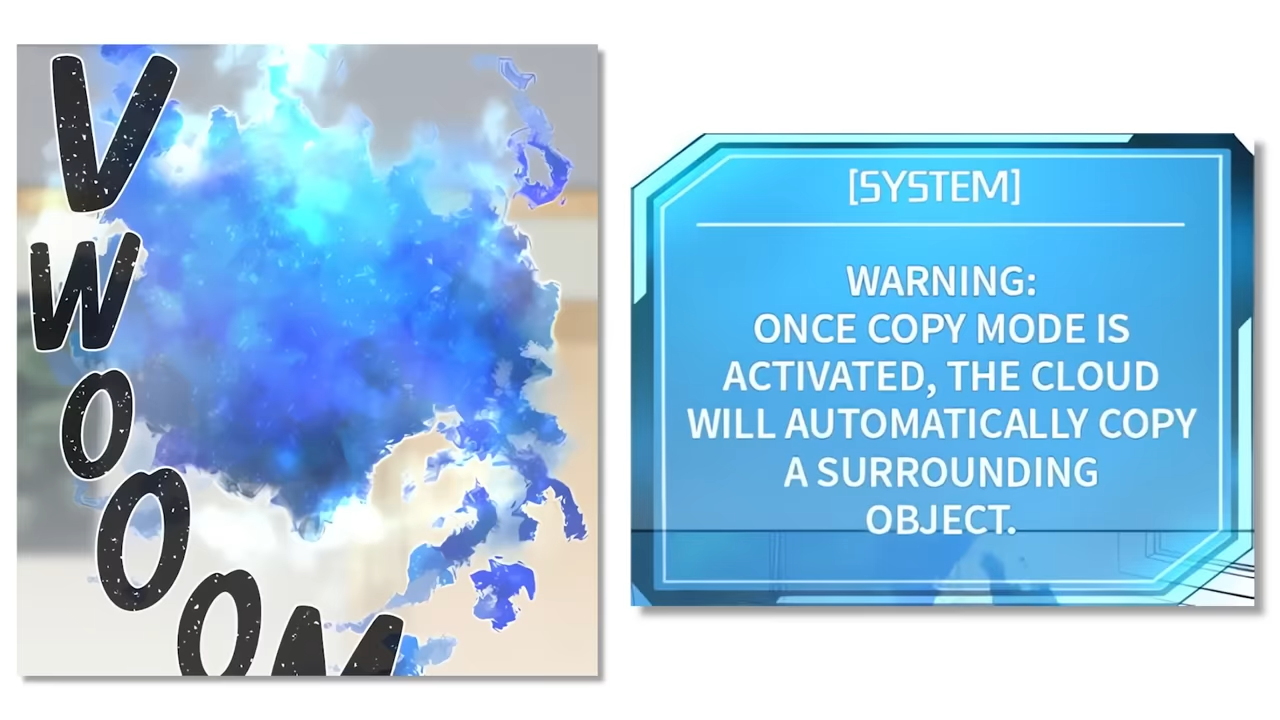 VWOOOM
[SYSTEM]
WARNING:
ONCE COPY MODE IS
ACTIVATED, THE CLOUD
WILL AUTOMATICALLY COPY
A SURROUNDING
OBJECT.